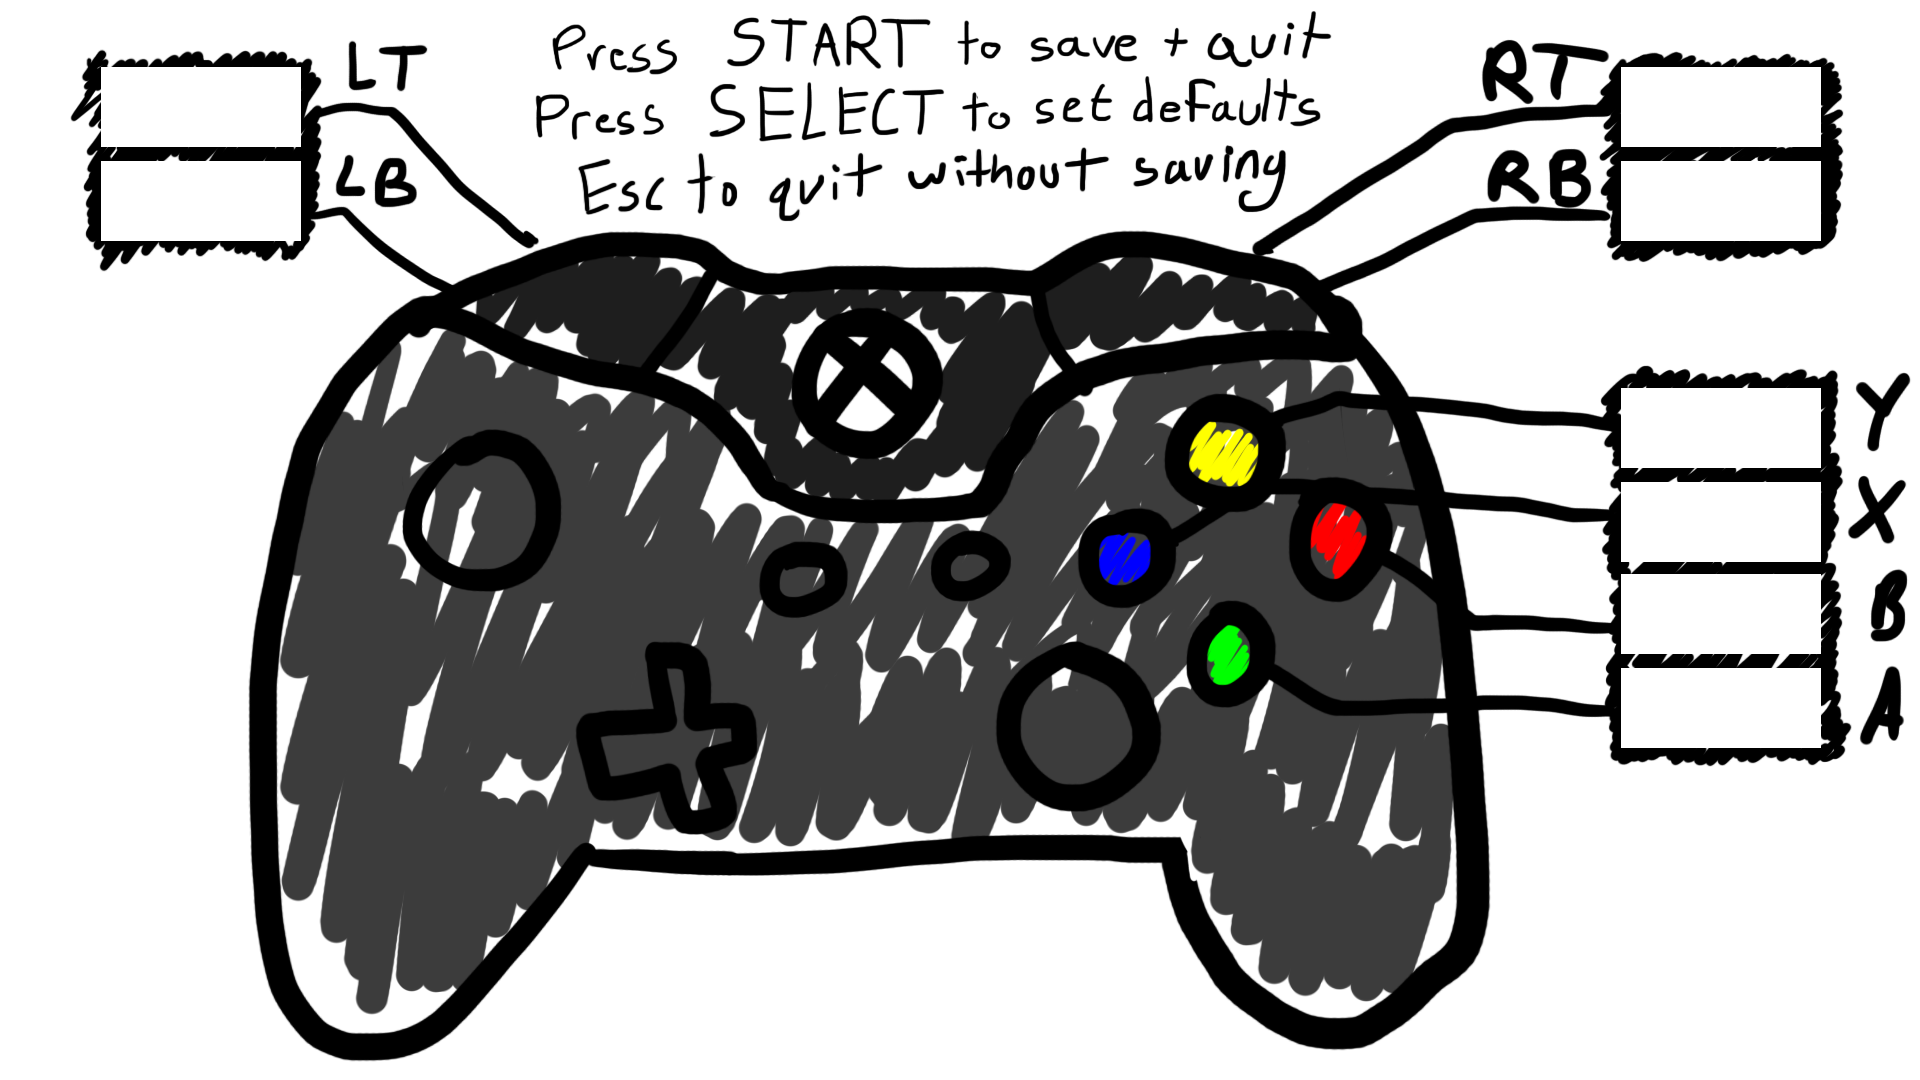 Press START to save + quit
Press SELECT to set defaults
Esc to quit without saving
LT
LB
RT
RB
Y
X
B
A